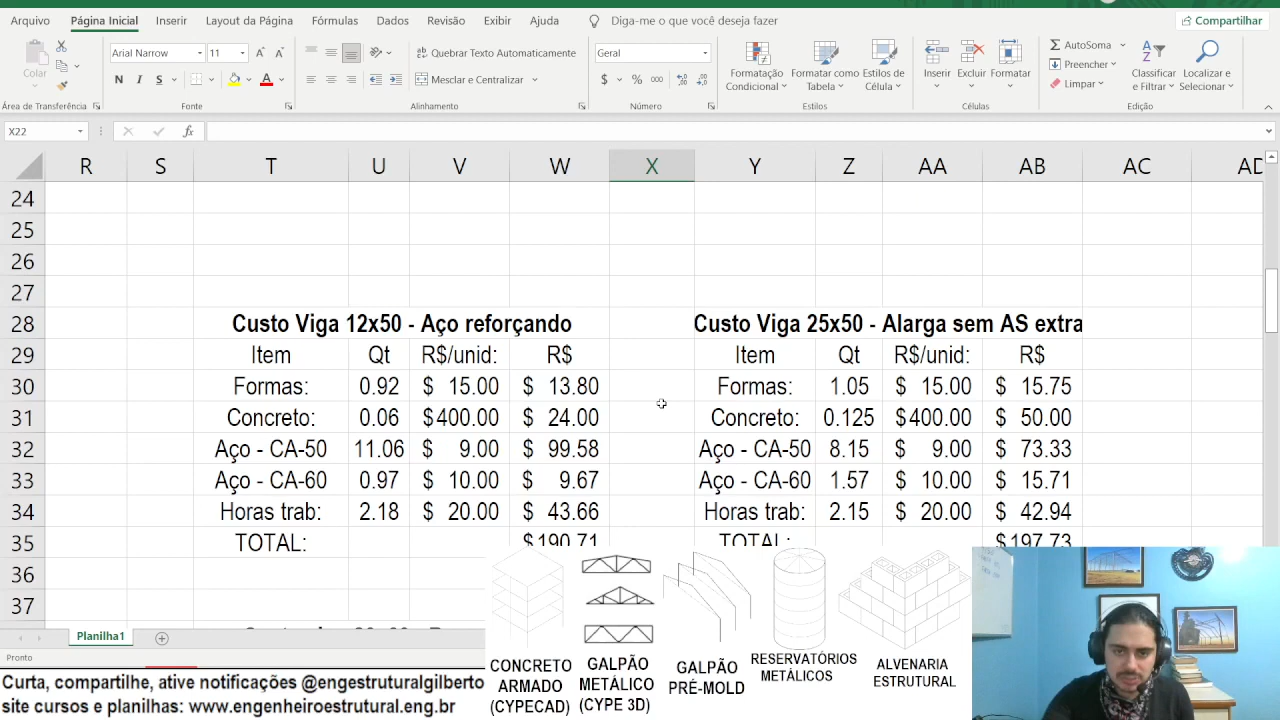 Arquivo Página Inicial Inserir Layout da Página Fórmulas Dados Revisão Exibir Ajuda Diga-me o que você deseja fazer Compartilhar
Colar Arial Narrow 11 Quebrar Texto Automaticamente Geral AutoSoma
N I S A Mesclar e Centralizar $ % 000 Formatação Condicional Formatar como Tabela Estilos de Célula Inserir Excluir Formatar Preencher Classificar e Filtrar Localizar e Selecionar
Limpar
Área de Transferência Fonte Alinhamento Número Estilos Células Edição
X22 fx
R S T U V W X Y Z AA AB AC AD
24
25
26
27
28 Custo Viga 12x50 - Aço reforçando Custo Viga 25x50 - Alarga sem AS extra
29 Item Qt R$/unid: R$ Item Qt R$/unid: R$
30 Formas: 0.92 $ 15.00 $ 13.80 Formas: 1.05 $ 15.00 $ 15.75
31 Concreto: 0.06 $400.00 $ 24.00 Concreto: 0.125 $400.00 $ 50.00
32 Aço - CA-50 11.06 $ 9.00 $ 99.58 Aço - CA-50 8.15 $ 9.00 $ 73.33
33 Aço - CA-60 0.97 $ 10.00 $ 9.67 Aço - CA-60 1.57 $ 10.00 $ 15.71
34 Horas trab: 2.18 $ 20.00 $ 43.66 Horas trab: 2.15 $ 20.00 $ 42.94
35 TOTAL: $190.71 TOTAL: $197.73
36
37
Planilha1
Pronto
Curta, compartilhe, ative notificações @engestruturalgilberto
site cursos e planilhas: www.engenheiroestrutural.eng.br
CONCRETO
ARMADO
(CYPECAD)
GALPÃO
METÁLICO
(CYPE 3D)
GALPÃO
PRÉ-MOLD
RESERVATÓRIOS
METÁLICOS
ALVENARIA
ESTRUTURAL